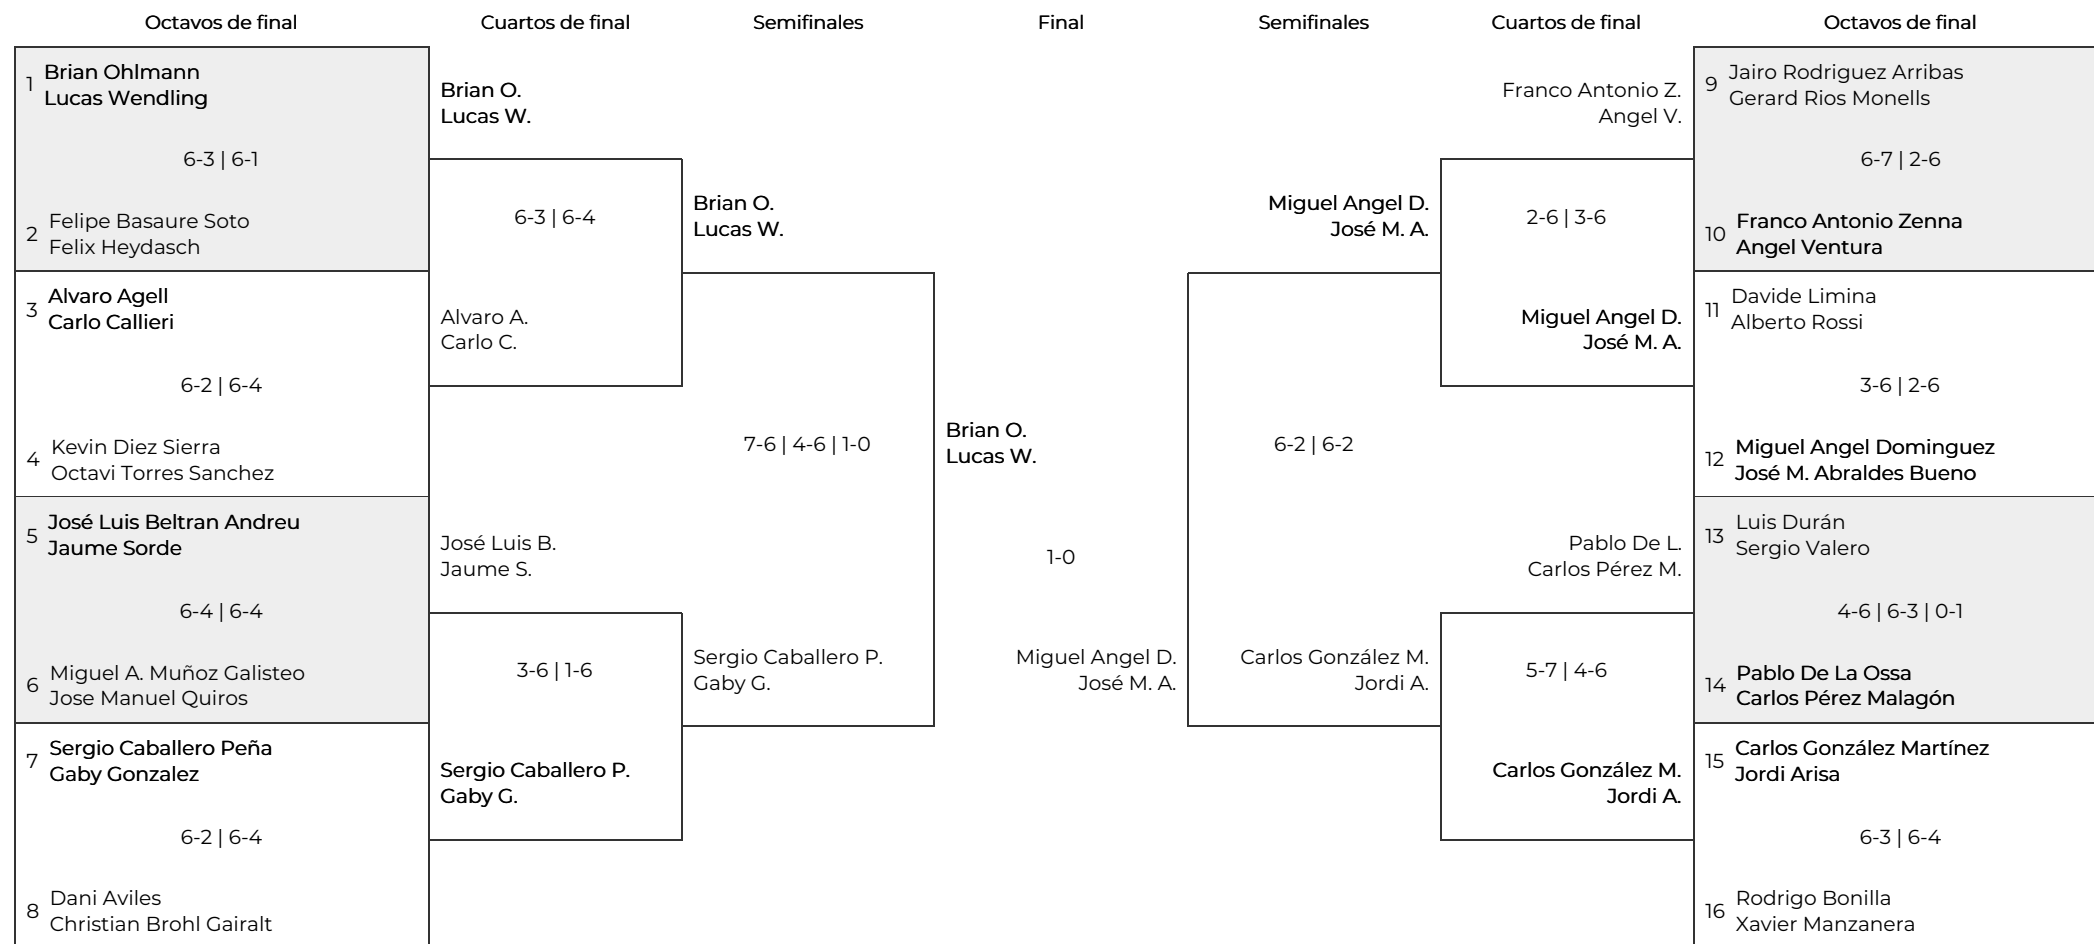 Octavos de final
Cuartos de final
Semifinales
Final
Semifinales
Cuartos de final
Octavos de final
1
Brian Ohlmann
Lucas Wendling
6-3 | 6-1
2
Felipe Basaure Soto
Felix Heydasch
3
Alvaro Agell
Carlo Callieri
6-2 | 6-4
4
Kevin Diez Sierra
Octavi Torres Sanchez
5
José Luis Beltran Andreu
Jaume Sorde
6-4 | 6-4
6
Miguel A. Muñoz Galisteo
Jose Manuel Quiros
7
Sergio Caballero Peña
Gaby Gonzalez
6-2 | 6-4
8
Dani Aviles
Christian Brohl Gairalt
Brian O.
Lucas W.
6-3 | 6-4
Alvaro A.
Carlo C.
José Luis B.
Jaume S.
3-6 | 1-6
Sergio Caballero P.
Gaby G.
Brian O.
Lucas W.
7-6 | 4-6 | 1-0
Sergio Caballero P.
Gaby G.
Brian O.
Lucas W.
1-0
Miguel Angel D.
José M. A.
Miguel Angel D.
José M. A.
6-2 | 6-2
Carlos González M.
Jordi A.
Franco Antonio Z.
Angel V.
2-6 | 3-6
Miguel Angel D.
José M. A.
Pablo De L.
Carlos Pérez M.
5-7 | 4-6
Carlos González M.
Jordi A.
9
Jairo Rodriguez Arribas
Gerard Rios Monells
6-7 | 2-6
10
Franco Antonio Zenna
Angel Ventura
11
Davide Limina
Alberto Rossi
3-6 | 2-6
12
Miguel Angel Dominguez
José M. Abraldes Bueno
13
Luis Durán
Sergio Valero
4-6 | 6-3 | 0-1
14
Pablo De La Ossa
Carlos Pérez Malagón
15
Carlos González Martínez
Jordi Arisa
6-3 | 6-4
16
Rodrigo Bonilla
Xavier Manzanera